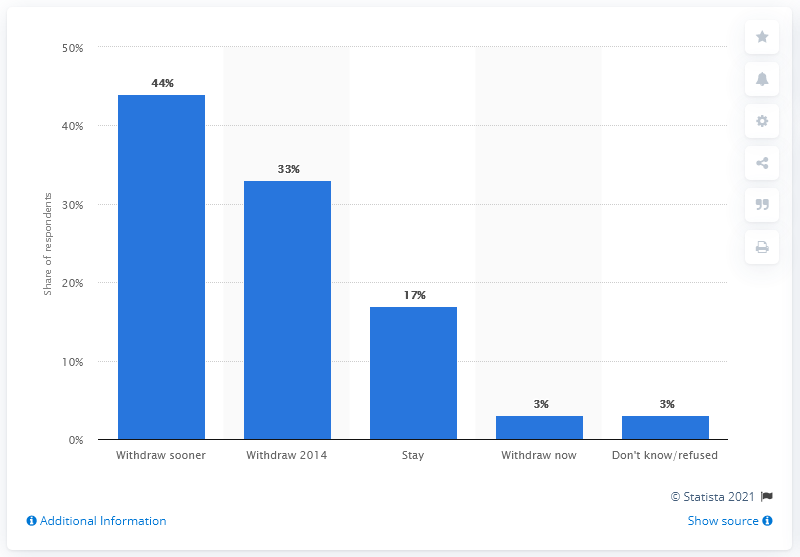 50%
40%
30%
20%
10%
0%
Share of respondents
44%
33%
17%
3%
3%
Withdraw sooner
Withdraw 2014
Stay
Withdraw now
Don't know/refused
© Statista 2021
Additional Information
Show source